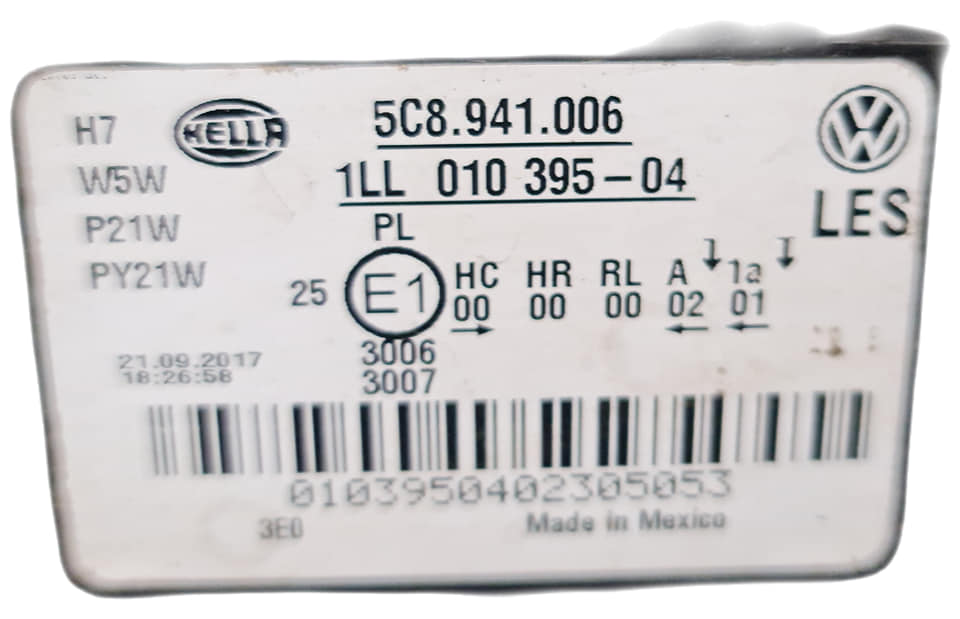 H7 HELLA 5C8.941.006
W5W 1LL 010 395-04
P21W PL LES
PY21W 25 E1 HC HR RL A 1a
00 00 00 02 01
3006
21.09.2017
18:26:58 3007
0103950402305053
3E0 Made in Mexico